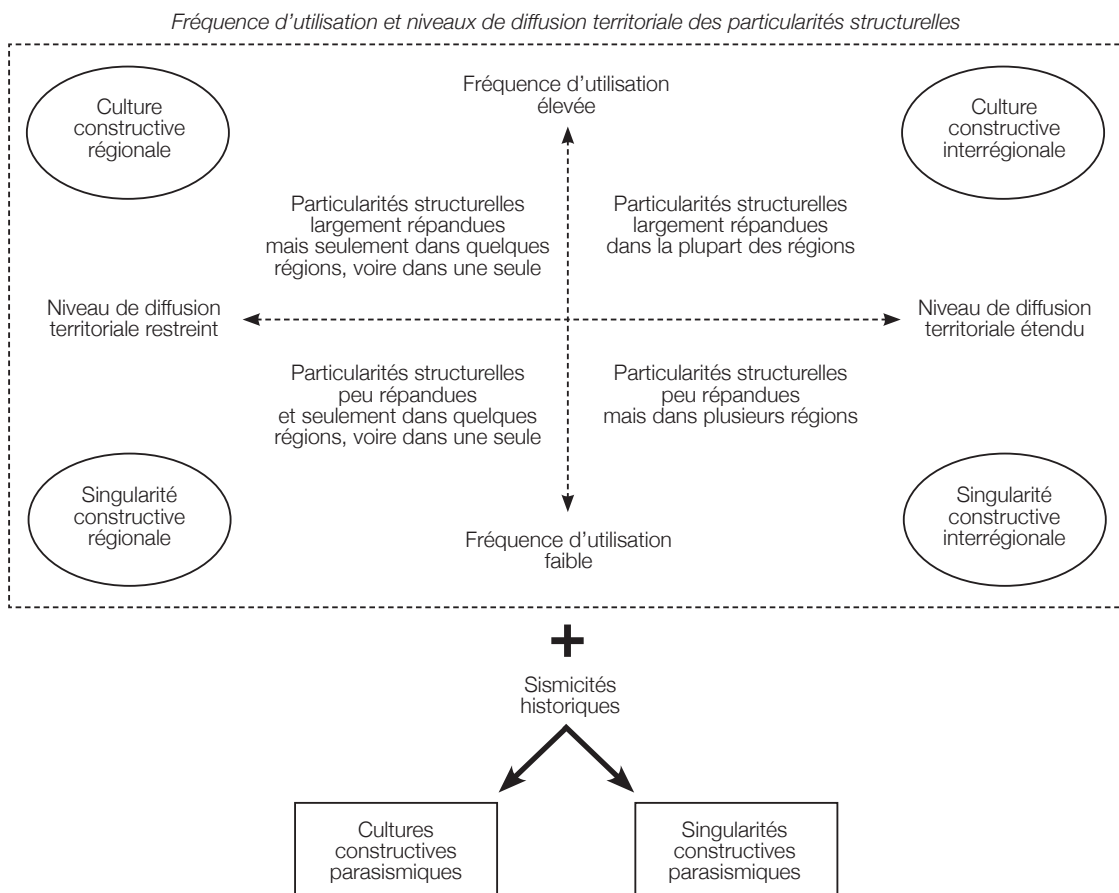 Fréquence d’utilisation et niveaux de diffusion territoriale des particularités structurelles
Culture
constructive
régionale
Fréquence d’utilisation
élevée
Culture
constructive
interrégionale
Particularités structurelles
largement répandues
mais seulement dans quelques
régions, voire dans une seule
Particularités structurelles
largement répandues
dans la plupart des régions
Niveau de diffusion
territoriale restreint
Niveau de diffusion
territoriale étendu
Particularités structurelles
peu répandues
et seulement dans quelques
régions, voire dans une seule
Particularités structurelles
peu répandues
mais dans plusieurs régions
Singularité
constructive
régionale
Fréquence d’utilisation
faible
Singularité
constructive
interrégionale
+
Sismicités
historiques
Cultures
constructives
parasismiques
Singularités
constructives
parasismiques